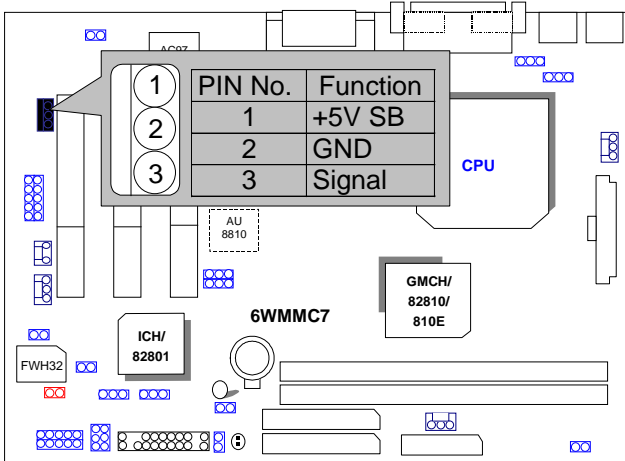 AC97
1
2
3
PIN No. Function
1 +5V SB
2 GND
3 Signal
CPU
AU
8810
GMCH/
82810/
810E
6WMMC7
ICH/
82801
FWH32